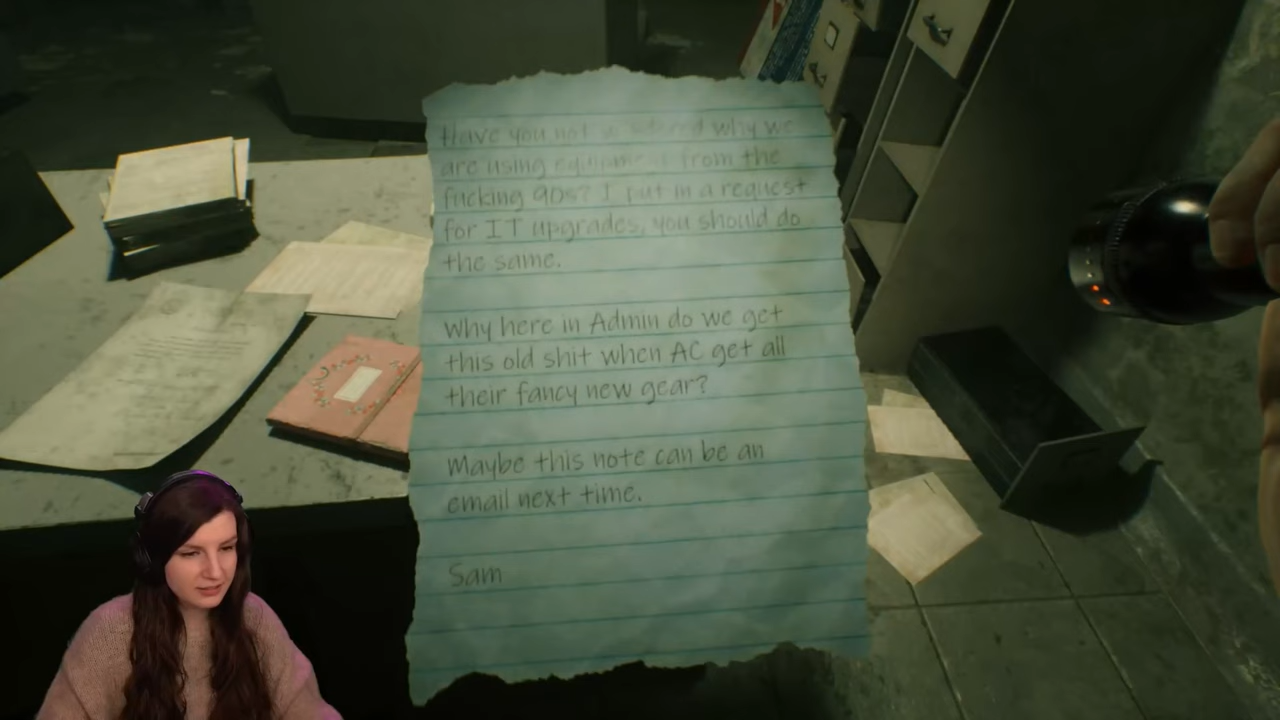 Have you not wondered why we
are using equipment from the
fucking 90s? I put in a request
for IT upgrades, you should do
the same.
Why here in Admin do we get
this old shit when AC get all
their fancy new gear?
Maybe this note can be an
email next time.
Sam